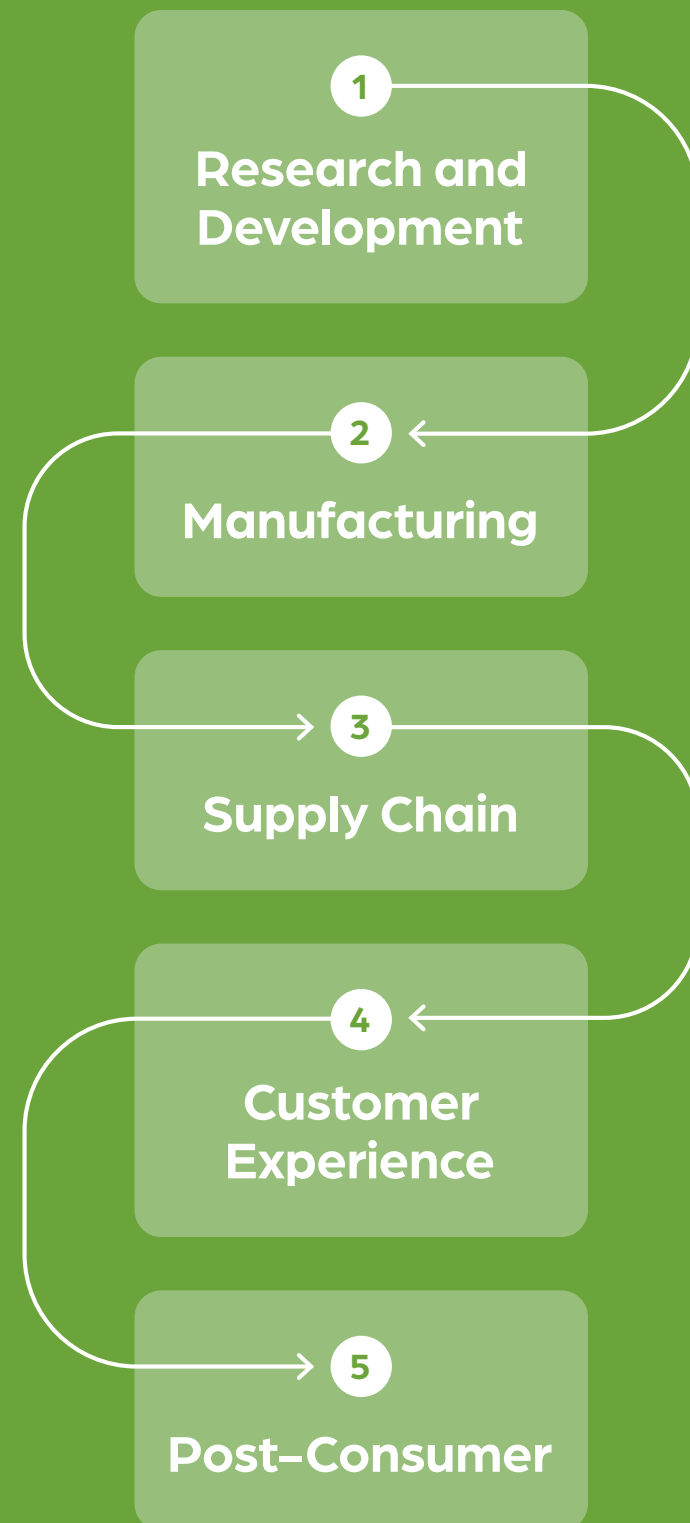 1
Research and
Development
2
Manufacturing
3
Supply Chain
4
Customer
Experience
5
Post-Consumer